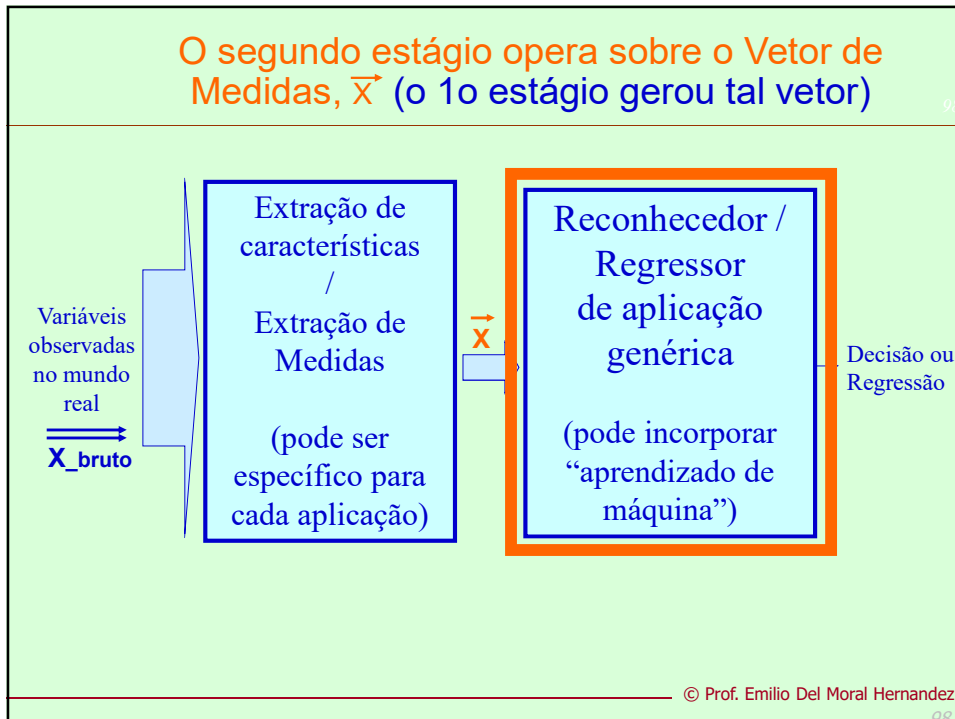 O segundo estágio opera sobre o Vetor de
Medidas, X (o 1o estágio gerou tal vetor)
98
Variáveis
observadas
no mundo
real
X_bruto
Extração de
características
/
Extração de
Medidas
(pode ser
específico para
cada aplicação)
X
Reconhecedor /
Regressor
de aplicação
genérica
(pode incorporar
“aprendizado de
máquina”)
Decisão ou
Regressão
© Prof. Emilio Del Moral Hernandez
98